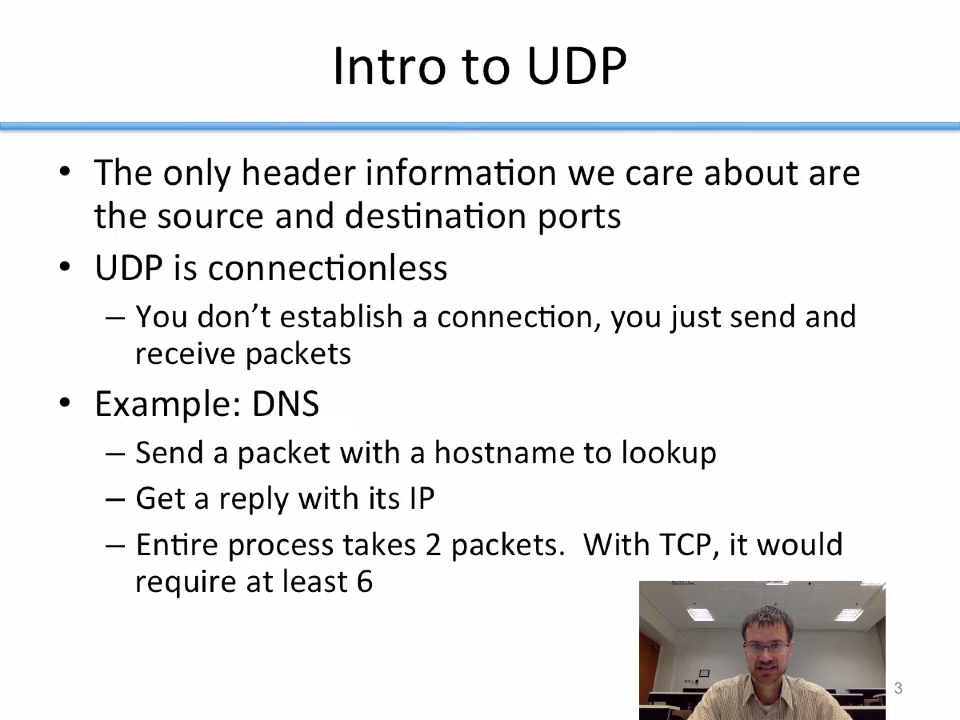 Intro to UDP
• The only header information we care about are
the source and destination ports
• UDP is connectionless
– You don’t establish a connection, you just send and
receive packets
• Example: DNS
– Send a packet with a hostname to lookup
– Get a reply with its IP
– Entire process takes 2 packets.  With TCP, it would
require at least 6
3